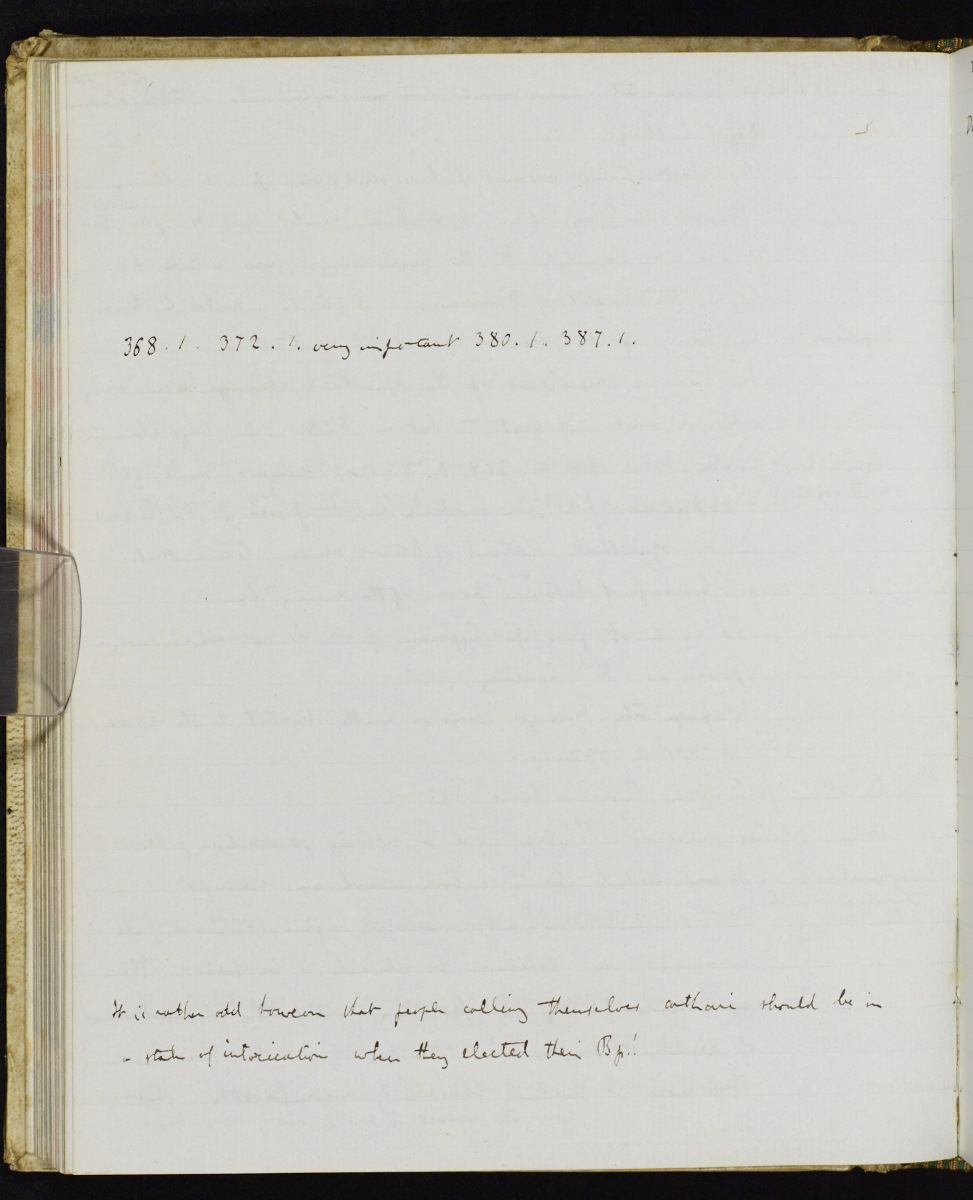 368 . 1 . 372 . 1. very important 380. 1. 387. 1.
It is rather odd however that people calling themselves cathari should be in
a state of intoxication when they elected their Bp!